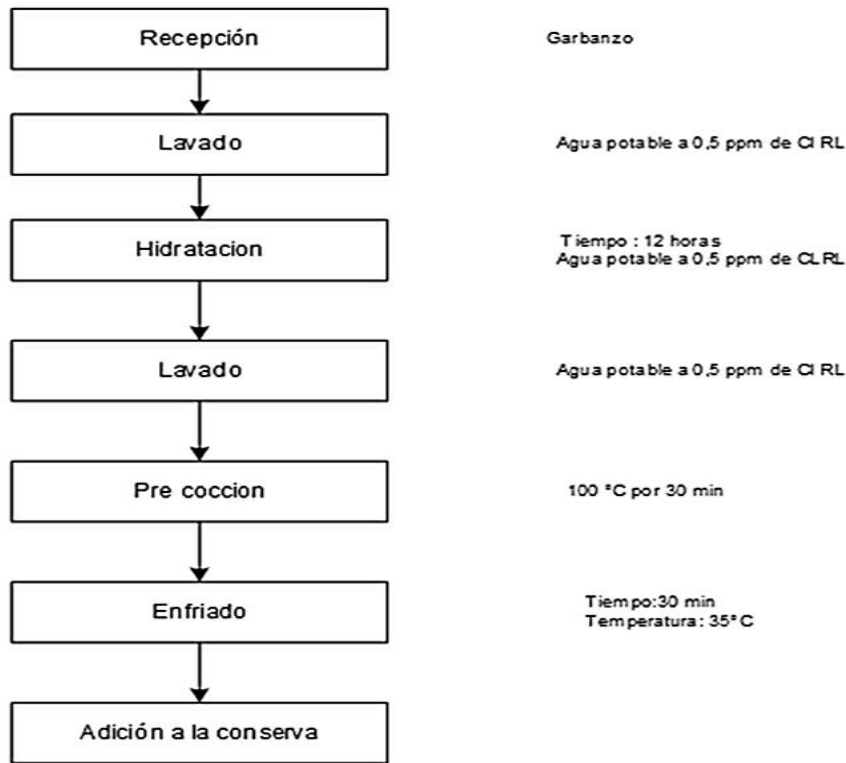 Recepción
Garbanzo
Lavado
Agua potable a 0,5 ppm de Cl RL
Hidratacion
Tiempo : 12 horas
Agua potable a 0,5 ppm de CLRL
Lavado
Agua potable a 0,5 ppm de Cl RL
Pre coccion
100 °C por 30 min
Enfriado
Tiempo:30 min
Temperatura: 35°C
Adición a la conserva